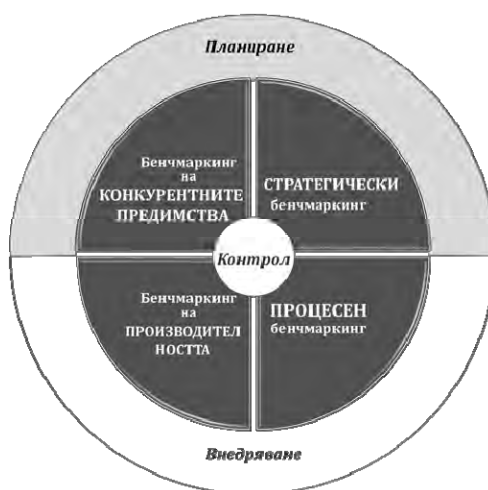 Планиране
Бенчмаркинг
на
КОНКУРЕНТНИТЕ
ПРЕДИМСТВА
СТРАТЕГИЧЕСКИ
бенчмаркинг
Контрол
Бенчмаркинг
на
ПРОИЗВОДИТЕЛ
НОСТТА
ПРОЦЕСЕН
бенчмаркинг
Внедряване